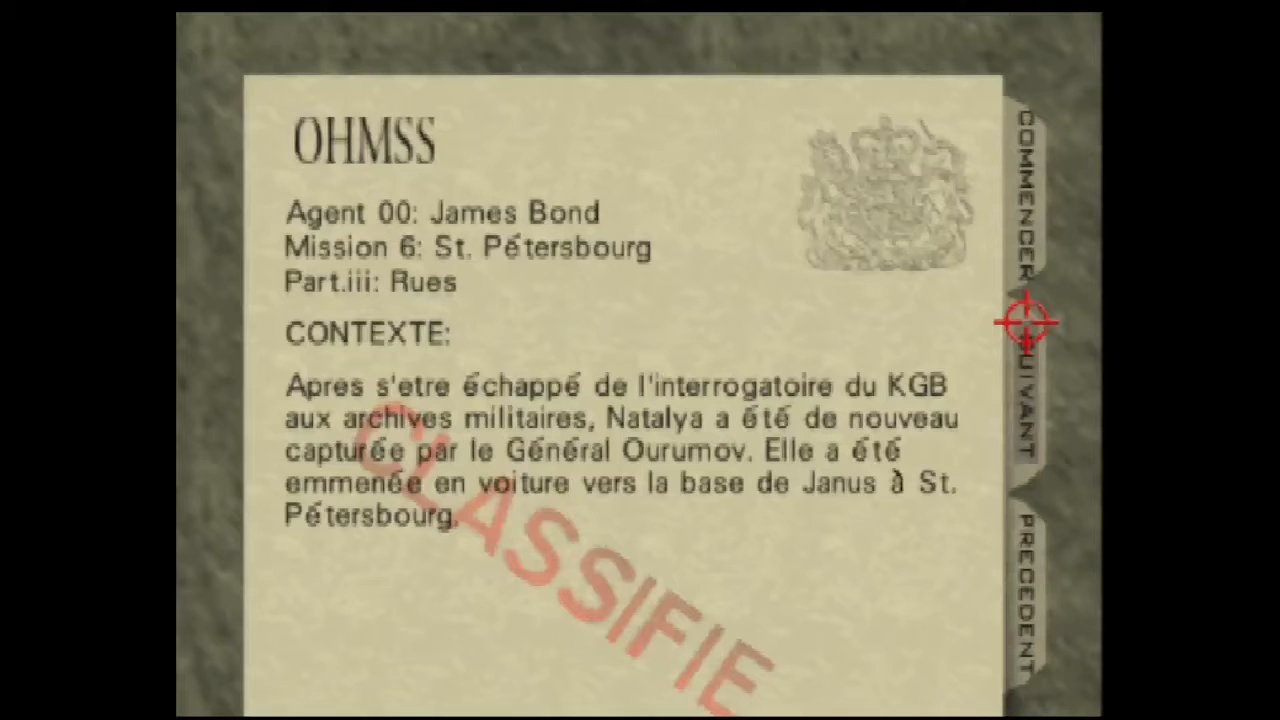 OHMSS
Agent 00: James Bond
Mission 6: St. Pétersbourg
Part.iii: Rues
CONTEXTE:
Apres s'etre échappé de l'interrogatoire du KGB
aux archives militaires, Natalya a été de nouveau
capturée par le Général Ourumov. Elle a été
emmenée en voiture vers la base de Janus à St.
Pétersbourg.
CLASSIFIE
COMMENCER
SUIVANT
PRECEDENT